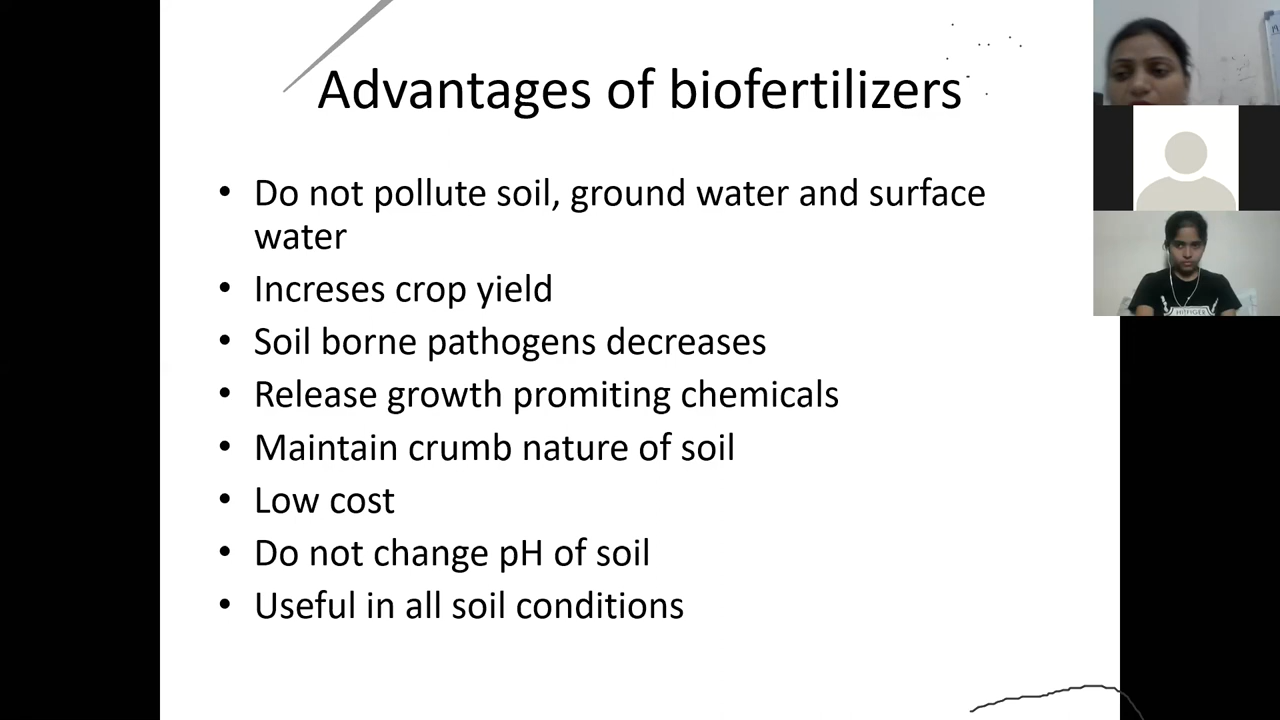 Advantages of biofertilizers
• Do not pollute soil, ground water and surface
water
• Increses crop yield
• Soil borne pathogens decreases
• Release growth promiting chemicals
• Maintain crumb nature of soil
• Low cost
• Do not change pH of soil
• Useful in all soil conditions
HILFIGER